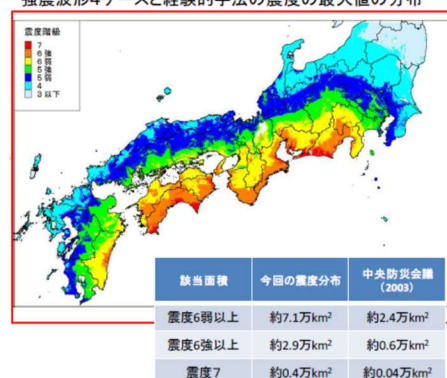 強震波形4ケースと経験的手法の震度の最大値の分布
震度階級
7
6強
6弱
5強
5弱
4
3以下
該当面積 今回の震度分布 中央防災会議
(2003)
震度6弱以上 約7.1万km² 約2.4万km²
震度6強以上 約2.9万km² 約0.6万km²
震度7 約0.4万km² 約0.04万km²